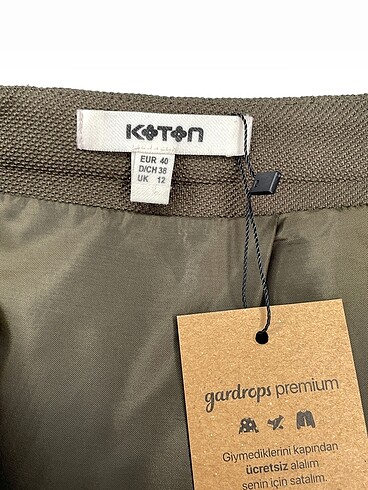 KOTON
EUR 40
D/CH 38
UK 12
gardrops premium
Giymediklerini kapından
ücretsiz alalım
senin için satalım.